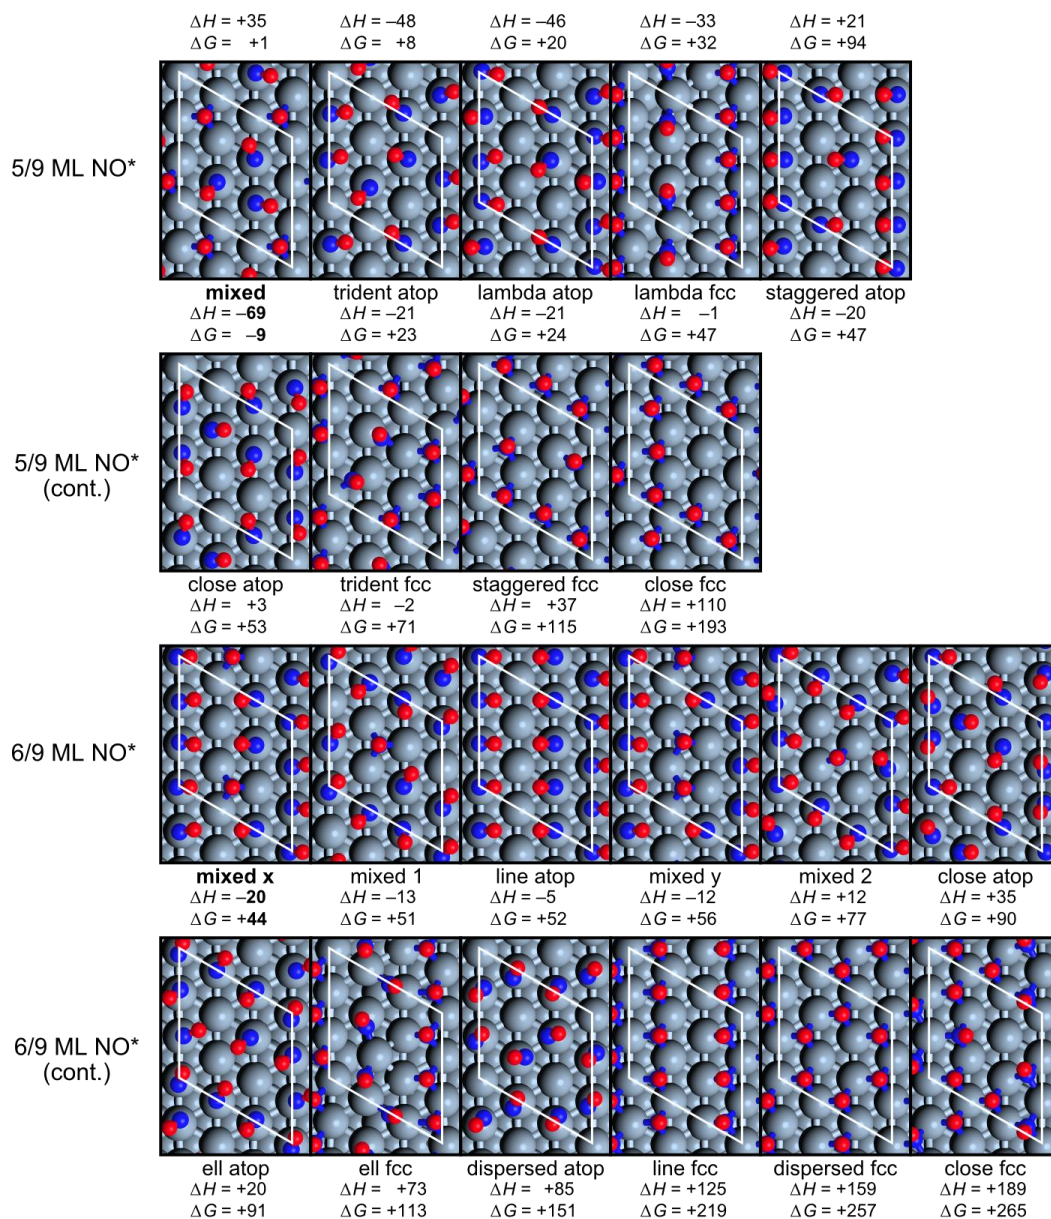 ΔH = +35 ΔH = –48 ΔH = –46 ΔH = –33 ΔH = +21
ΔG = +1 ΔG = +8 ΔG = +20 ΔG = +32 ΔG = +94
5/9 ML NO*
mixed trident atop lambda atop lambda fcc staggered atop
ΔH = –69 ΔH = –21 ΔH = –21 ΔH = –1 ΔH = –20
ΔG = –9 ΔG = +23 ΔG = +24 ΔG = +47 ΔG = +47
5/9 ML NO*
(cont.)
close atop trident fcc staggered fcc close fcc
ΔH = +3 ΔH = –2 ΔH = +37 ΔH = +110
ΔG = +53 ΔG = +71 ΔG = +115 ΔG = +193
6/9 ML NO*
mixed x mixed 1 line atop mixed y mixed 2 close atop
ΔH = –20 ΔH = –13 ΔH = –5 ΔH = –12 ΔH = +12 ΔH = +35
ΔG = +44 ΔG = +51 ΔG = +52 ΔG = +56 ΔG = +77 ΔG = +90
6/9 ML NO*
(cont.)
ell atop ell fcc dispersed atop line fcc dispersed fcc close fcc
ΔH = +20 ΔH = +73 ΔH = +85 ΔH = +125 ΔH = +159 ΔH = +189
ΔG = +91 ΔG = +113 ΔG = +151 ΔG = +219 ΔG = +257 ΔG = +265